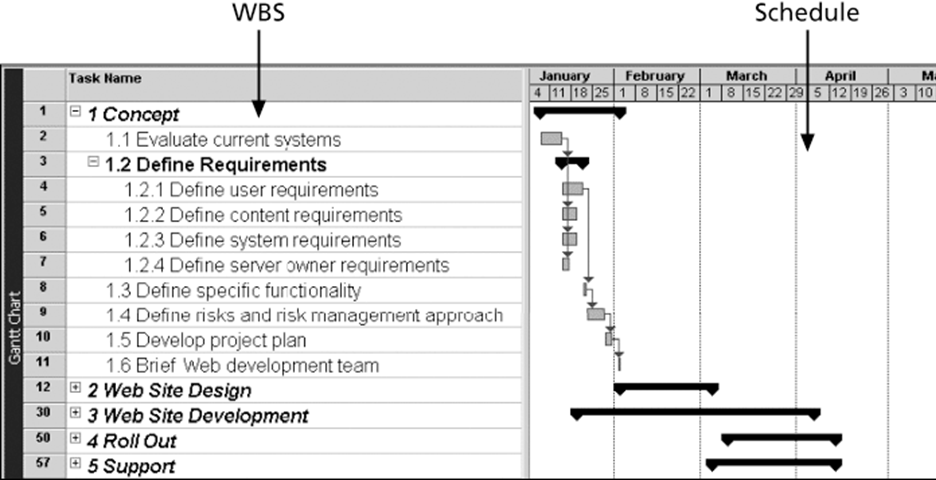 WBS Schedule
Task Name January February March April Ma
4 11 18 25 1 8 15 22 1 8 15 22 29 5 12 19 26 3 10
1 1 Concept
2 1.1 Evaluate current systems
3 1.2 Define Requirements
4 1.2.1 Define user requirements
5 1.2.2 Define content requirements
6 1.2.3 Define system requirements
7 1.2.4 Define server owner requirements
8 1.3 Define specific functionality
9 1.4 Define risks and risk management approach
10 1.5 Develop project plan
11 1.6 Brief Web development team
12 2 Web Site Design
30 3 Web Site Development
50 4 Roll Out
57 5 Support
Gantt Chart